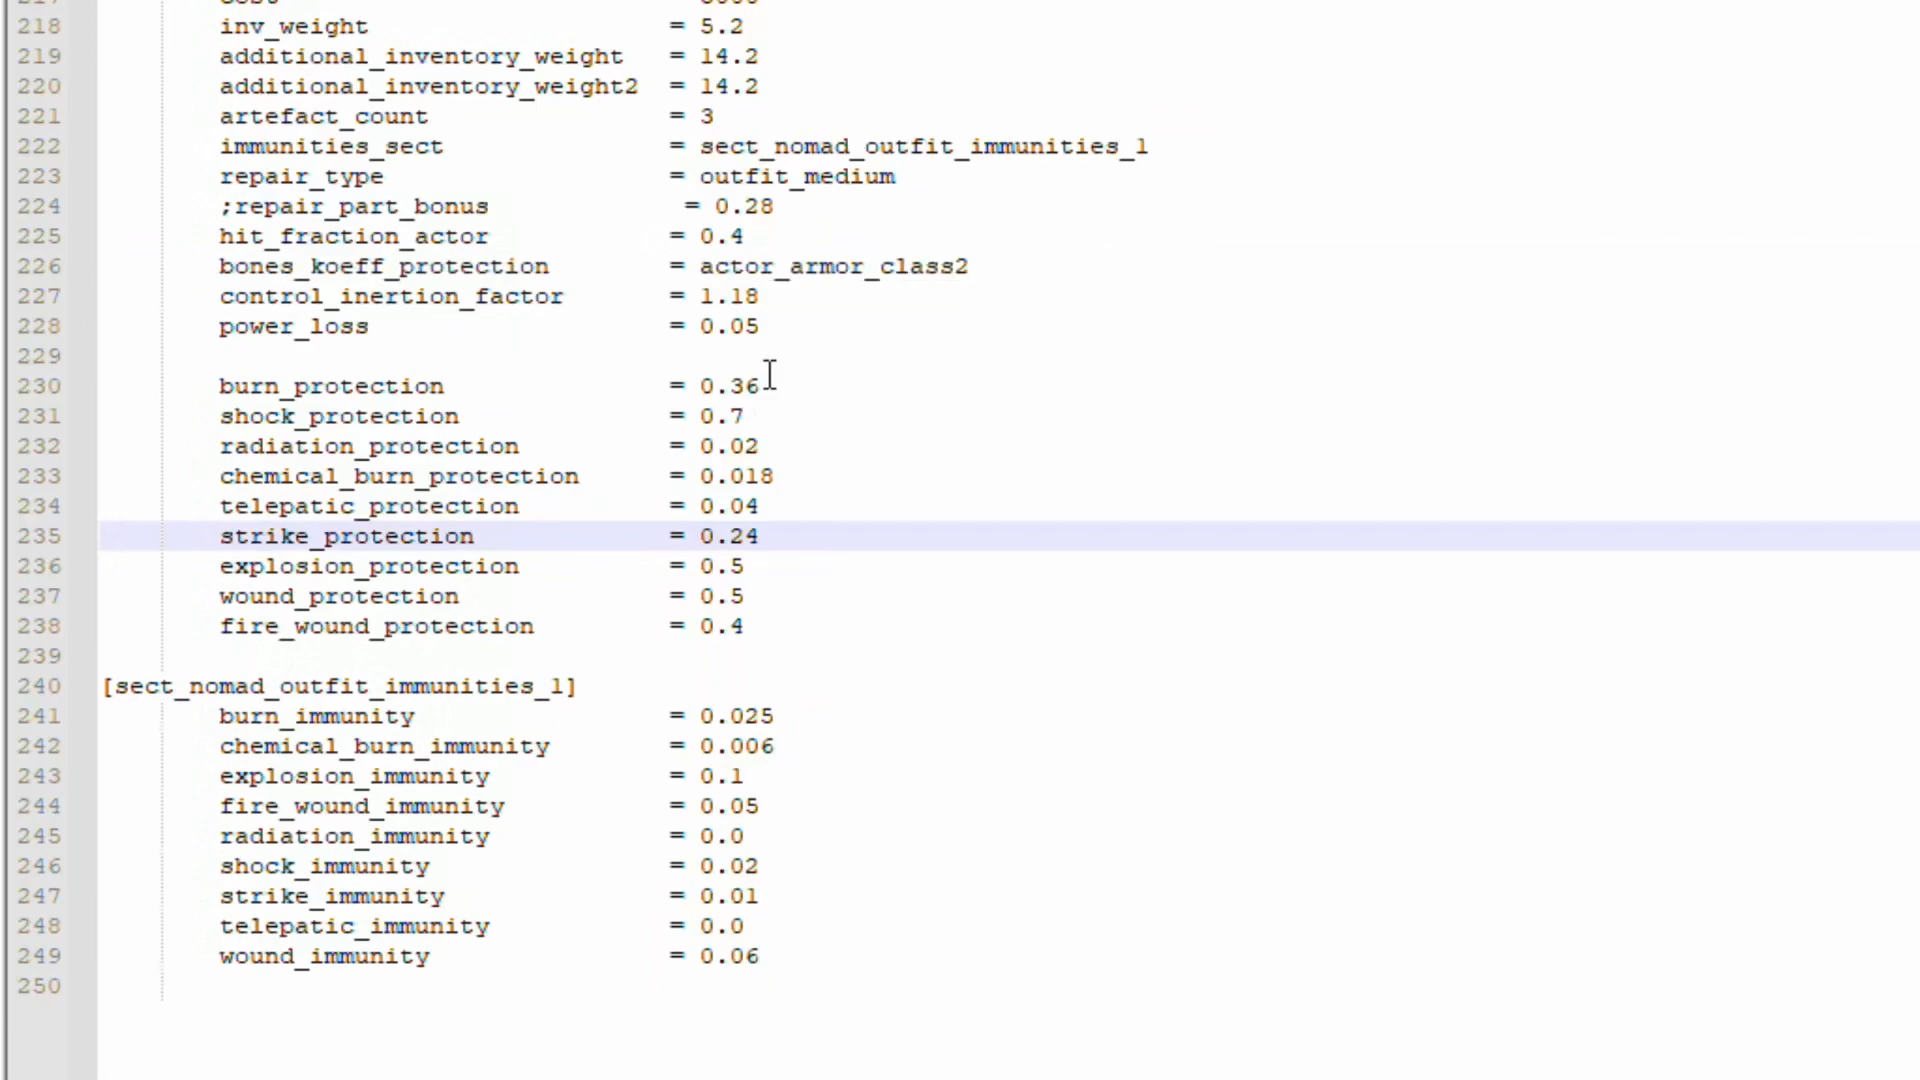 218 inv_weight = 5.2
219 additional_inventory_weight = 14.2
220 additional_inventory_weight2 = 14.2
221 artefact_count = 3
222 immunities_sect = sect_nomad_outfit_immunities_1
223 repair_type = outfit_medium
224 ;repair_part_bonus = 0.28
225 hit_fraction_actor = 0.4
226 bones_koeff_protection = actor_armor_class2
227 control_inertion_factor = 1.18
228 power_loss = 0.05
229
230 burn_protection = 0.36
231 shock_protection = 0.7
232 radiation_protection = 0.02
233 chemical_burn_protection = 0.018
234 telepatic_protection = 0.04
235 strike_protection = 0.24
236 explosion_protection = 0.5
237 wound_protection = 0.5
238 fire_wound_protection = 0.4
239
240 [sect_nomad_outfit_immunities_1]
241 burn_immunity = 0.025
242 chemical_burn_immunity = 0.006
243 explosion_immunity = 0.1
244 fire_wound_immunity = 0.05
245 radiation_immunity = 0.0
246 shock_immunity = 0.02
247 strike_immunity = 0.01
248 telepatic_immunity = 0.0
249 wound_immunity = 0.06
250